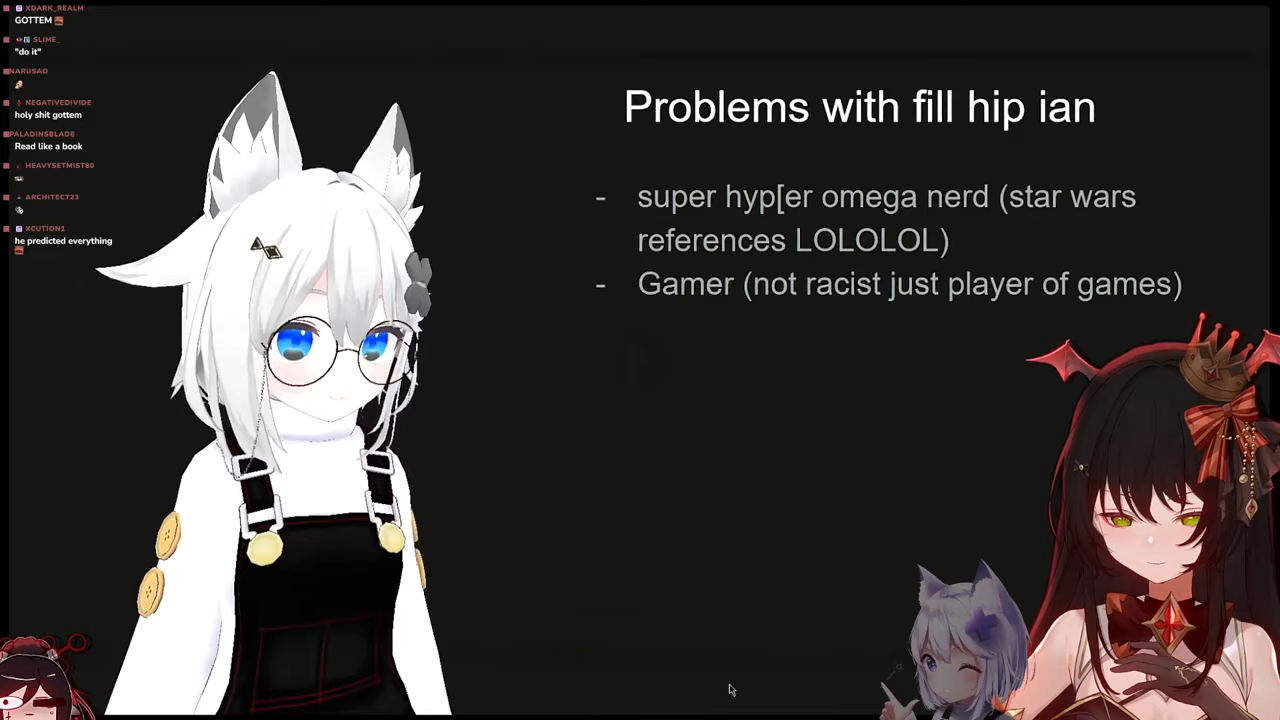 XDARK_REALM
GOTTEM
SLIME_
"do it"
NARUSAO
NEGATIVEDIVIDE
holy shit gottem
PALADINSBLADE
Read like a book
HEAVYSETMIST80
ARCHITECT23
XCUTION1
he predicted everything
Problems with fill hip ian
- super hyp[er omega nerd (star wars
references LOLOLOL)
- Gamer (not racist just player of games)